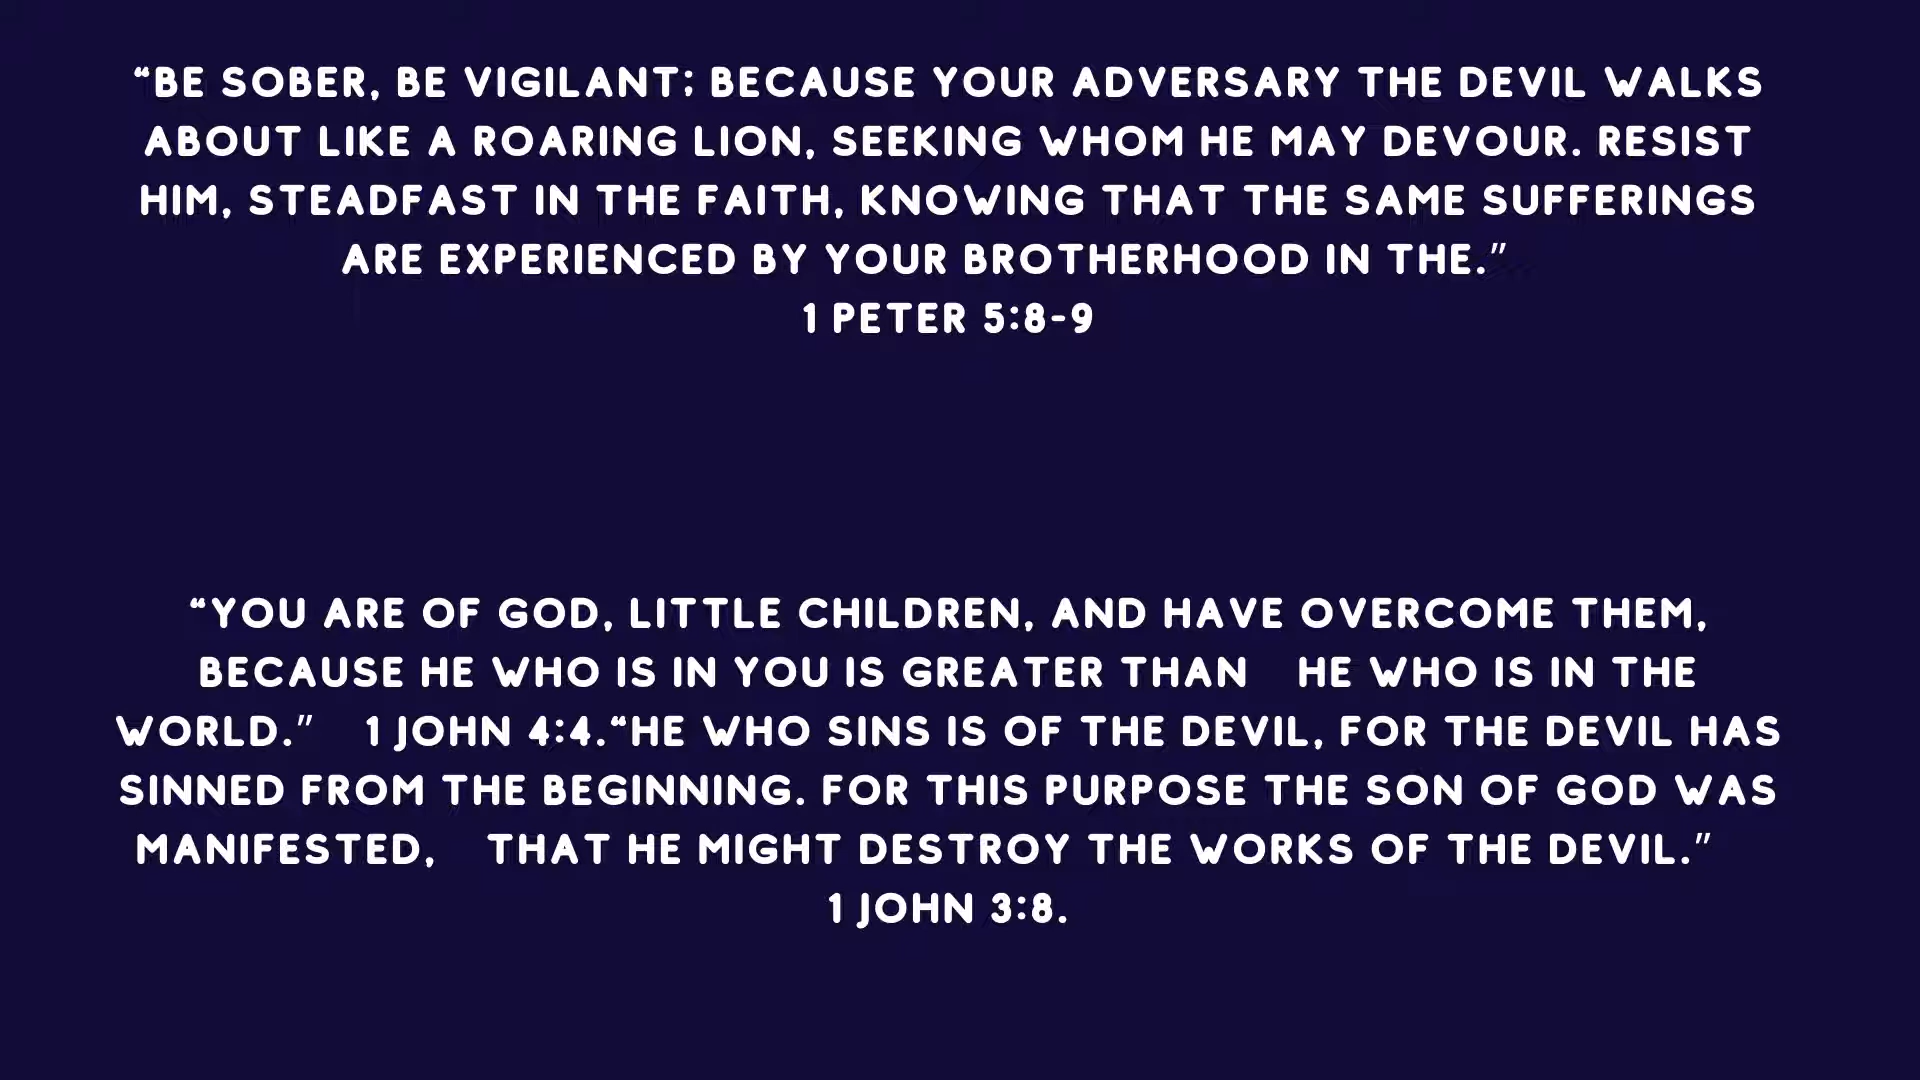 “BE SOBER, BE VIGILANT; BECAUSE YOUR ADVERSARY THE DEVIL WALKS
ABOUT LIKE A ROARING LION, SEEKING WHOM HE MAY DEVOUR. RESIST
HIM, STEADFAST IN THE FAITH, KNOWING THAT THE SAME SUFFERINGS
ARE EXPERIENCED BY YOUR BROTHERHOOD IN THE.”
1 PETER 5:8-9
“YOU ARE OF GOD, LITTLE CHILDREN, AND HAVE OVERCOME THEM,
BECAUSE HE WHO IS IN YOU IS GREATER THAN HE WHO IS IN THE
WORLD.” 1 JOHN 4:4.“HE WHO SINS IS OF THE DEVIL, FOR THE DEVIL HAS
SINNED FROM THE BEGINNING. FOR THIS PURPOSE THE SON OF GOD WAS
MANIFESTED, THAT HE MIGHT DESTROY THE WORKS OF THE DEVIL.”
1 JOHN 3:8.